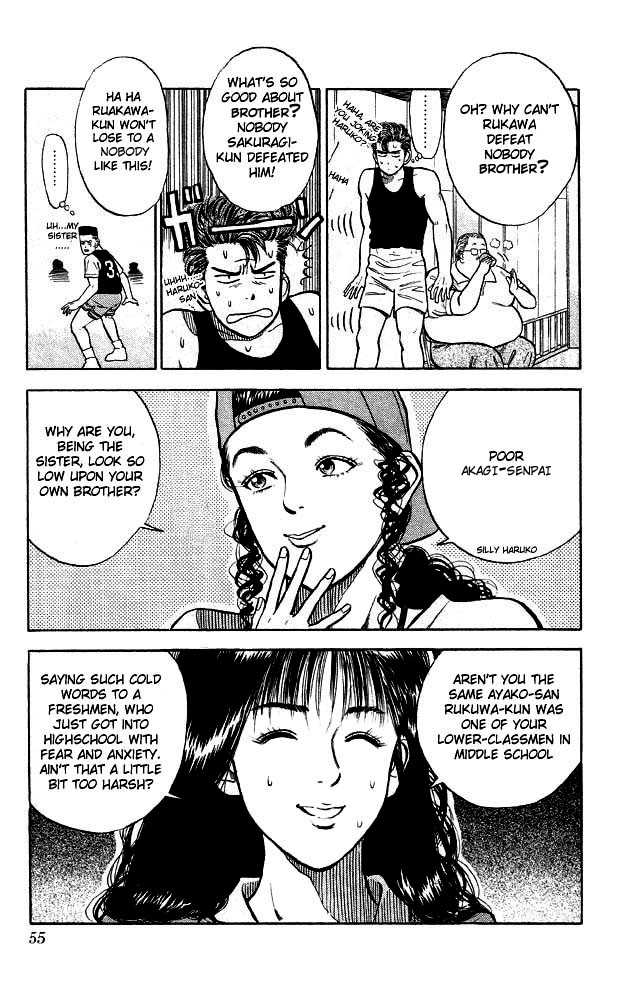 OH? WHY CAN'T
RUKAWA
DEFEAT
NOBODY
BROTHER?
........
HAHA, ARE
YOU JOKING
HARUKO?
HAHA
WHAT'S SO
GOOD ABOUT
BROTHER?
NOBODY
SAKURAGI-
KUN DEFEATED
HIM!
ガーーン
UHHH...
HARUKO-
SAN
HA HA
RUAKAWA-
KUN WON'T
LOSE TO A
NOBODY
LIKE THIS!
........
UH...MY
SISTER
.....
3
POOR
AKAGI-SENPAI
SILLY HARUKO
WHY ARE YOU,
BEING THE
SISTER, LOOK SO
LOW UPON YOUR
OWN BROTHER?
AREN'T YOU THE
SAME AYAKO-SAN
RUKUWA-KUN WAS
ONE OF YOUR
LOWER-CLASSMEN IN
MIDDLE SCHOOL
SAYING SUCH COLD
WORDS TO A
FRESHMEN, WHO
JUST GOT INTO
HIGHSCHOOL WITH
FEAR AND ANXIETY.
AIN'T THAT A LITTLE
BIT TOO HARSH?
55